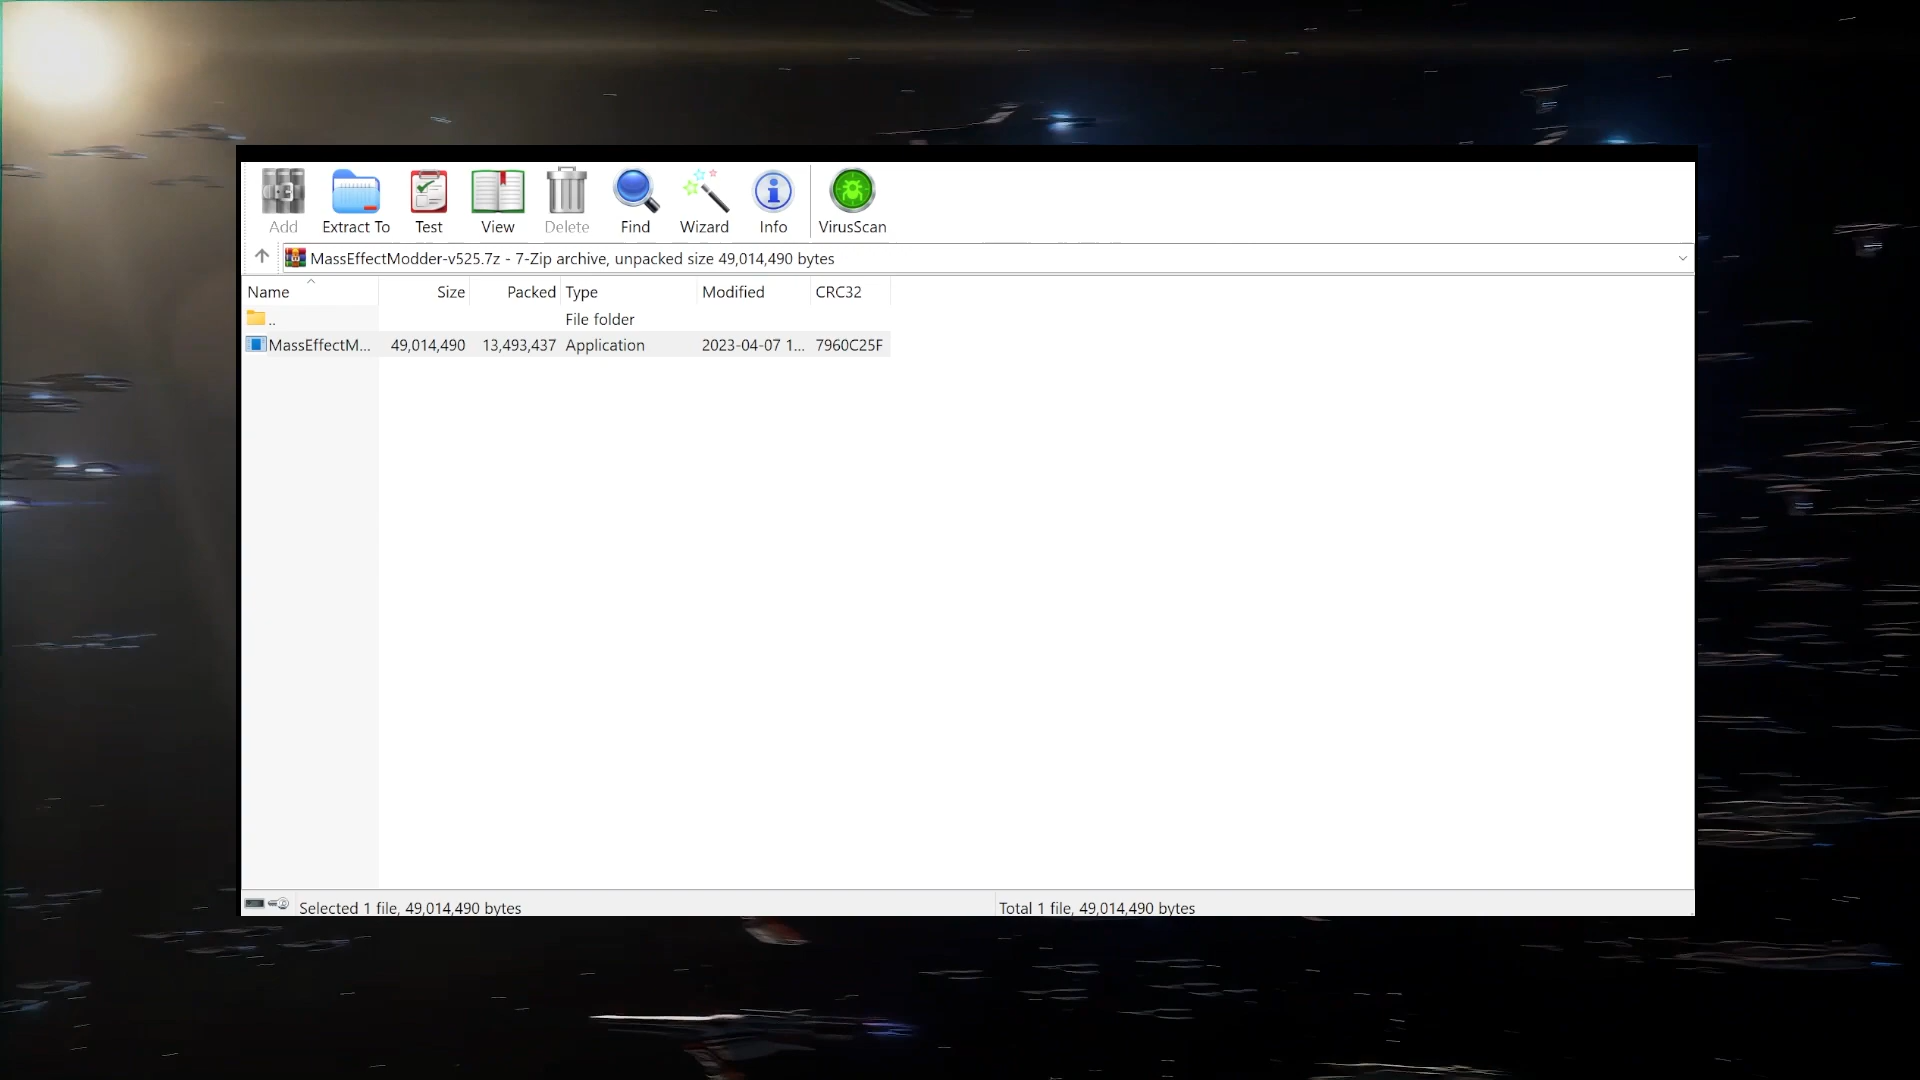 Add Extract To Test View Delete Find Wizard Info VirusScan
MassEffectModder-v525.7z - 7-Zip archive, unpacked size 49,014,490 bytes
Name Size Packed Type Modified CRC32
.. File folder
MassEffectM... 49,014,490 13,493,437 Application 2023-04-07 1... 7960C25F
Selected 1 file, 49,014,490 bytes Total 1 file, 49,014,490 bytes